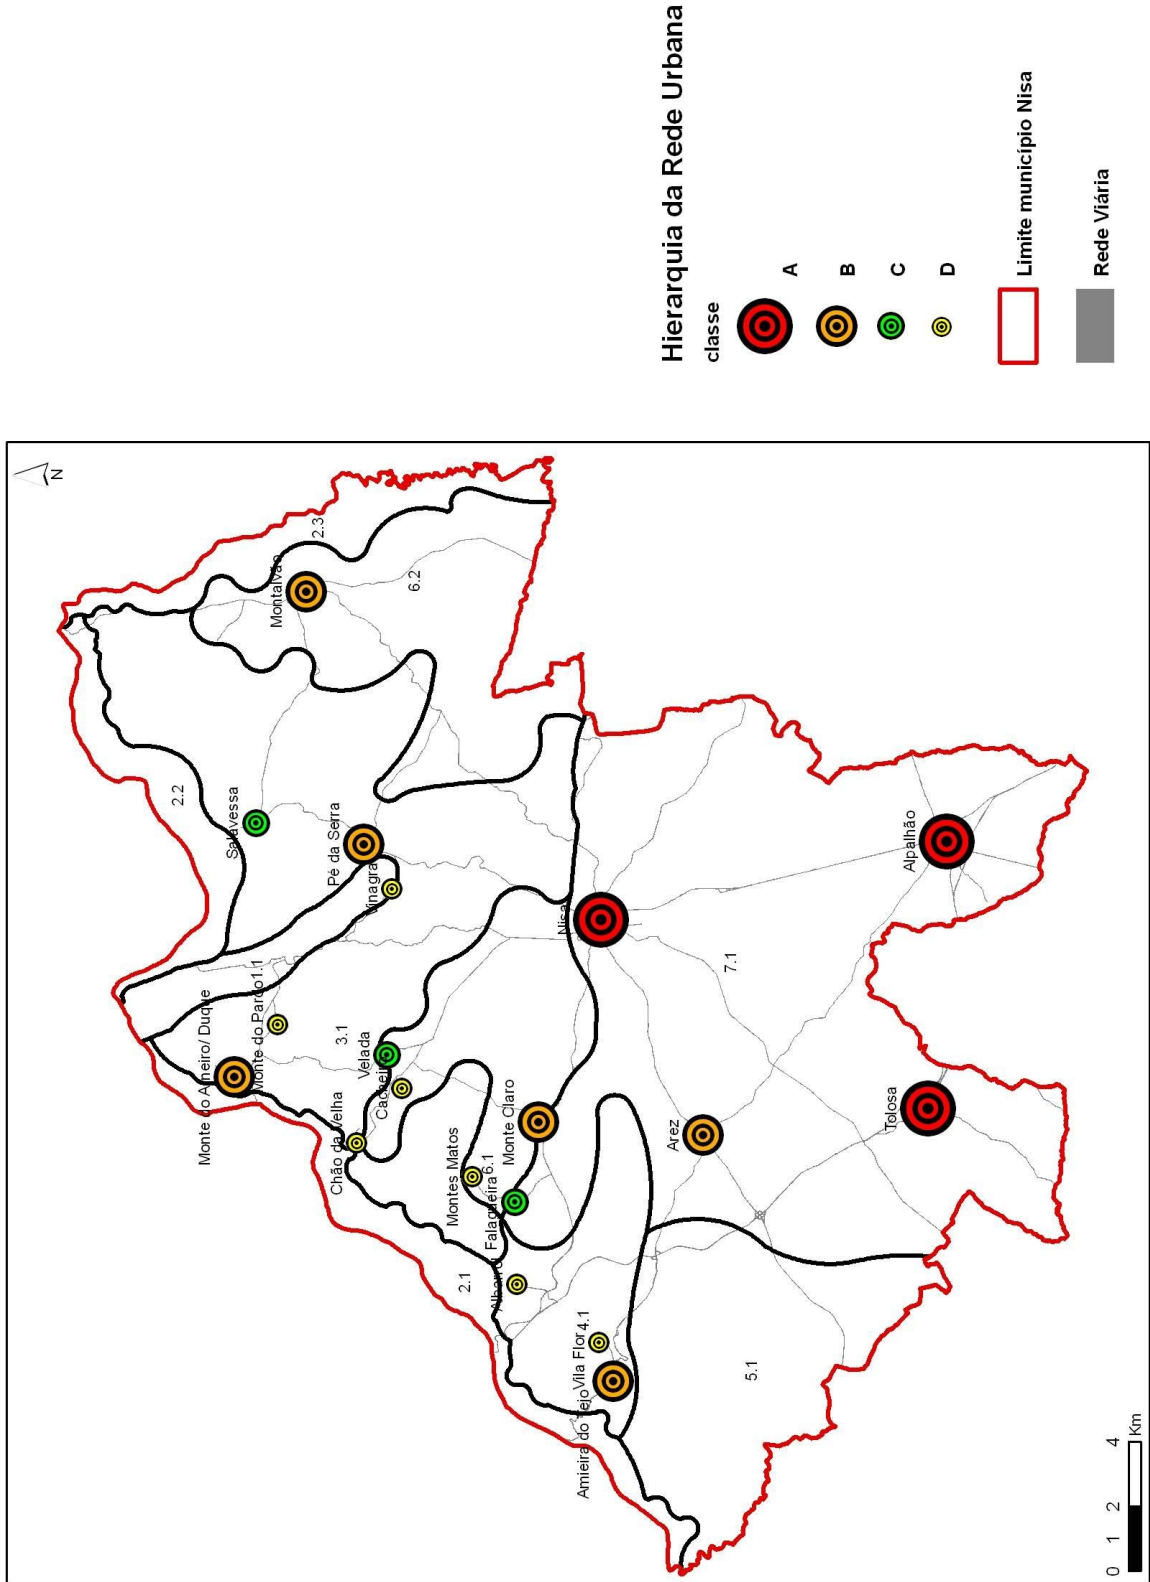 Hierarquia da Rede Urbana
classe
A
B
C
D
Limite município Nisa
Rede Viária
N
2.3
Montalvão
6.2
2.2
Salavessa
Pé da Serra
Vinagra
Nisa
Alpalhão
1.1
Monte do Pardo
Monte do Arneiro/ Duque
3.1
Velada
Cacheiro
Chão da Velha
7.1
Monte Claro
6.1
Montes Matos
Falagueira
Arez
Tolosa
2.1
4.1
Vila Flor
Amieira do Tejo
5.1
0 1 2 4
Km